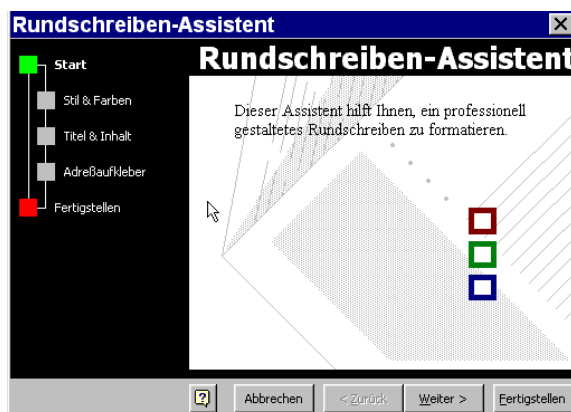 Rundschreiben-Assistent
Rundschreiben-Assistent
Start
Stil & Farben
Titel & Inhalt
Adreßaufkleber
Fertigstellen
Dieser Assistent hilft Ihnen, ein professionell
gestaltetes Rundschreiben zu formatieren.
? Abbrechen < Zurück Weiter > Fertigstellen